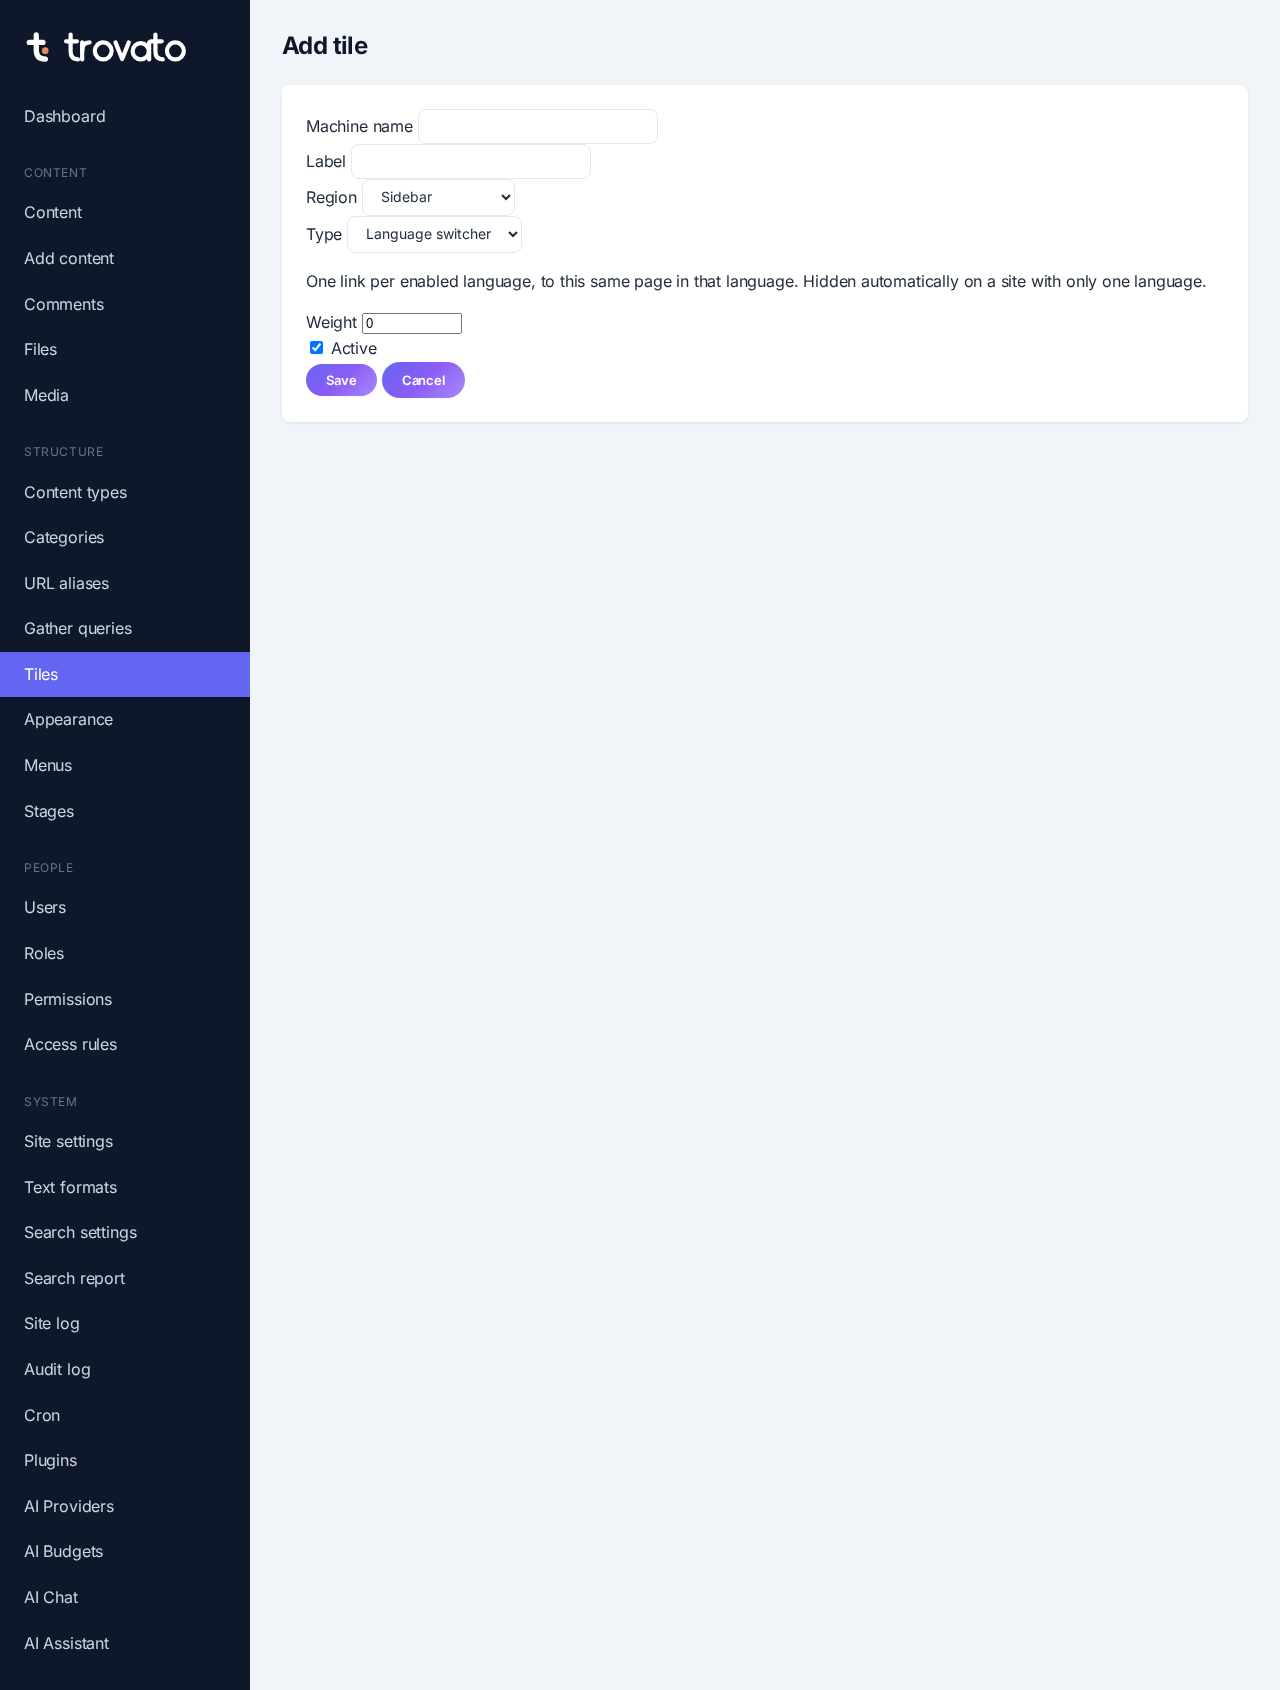 t. trovato
Dashboard
CONTENT
Content
Add content
Comments
Files
Media
STRUCTURE
Content types
Categories
URL aliases
Gather queries
Tiles
Appearance
Menus
Stages
PEOPLE
Users
Roles
Permissions
Access rules
SYSTEM
Site settings
Text formats
Search settings
Search report
Site log
Audit log
Cron
Plugins
AI Providers
AI Budgets
AI Chat
AI Assistant
Add tile
Machine name
Label
Region Sidebar
Type Language switcher
One link per enabled language, to this same page in that language. Hidden automatically on a site with only one language.
Weight 0
Active
Save Cancel